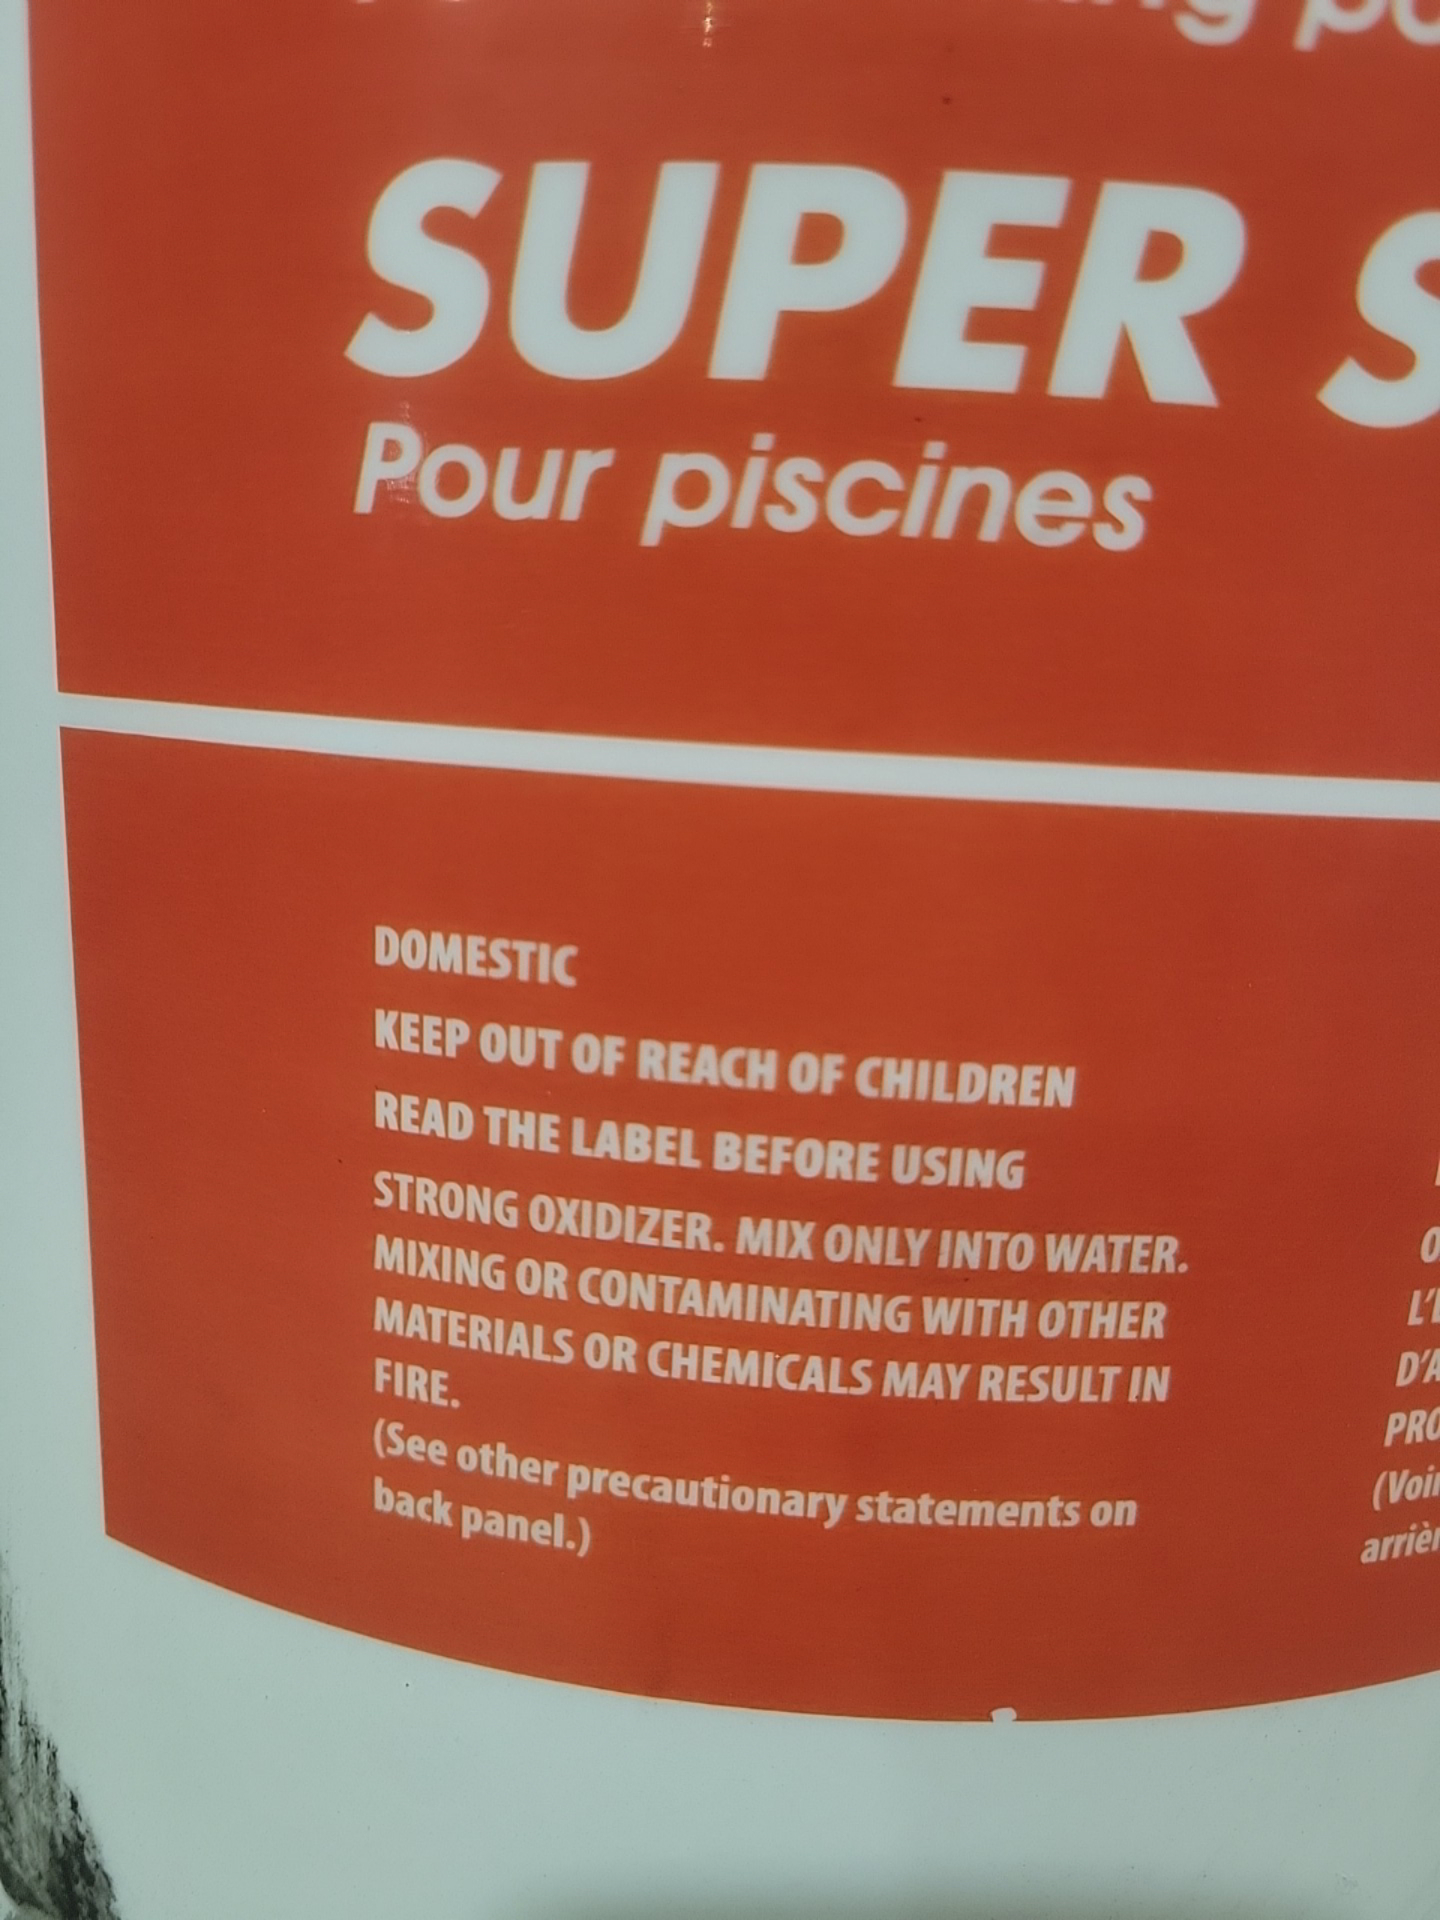 SUPER
Pour piscines
DOMESTIC
KEEP OUT OF REACH OF CHILDREN
READ THE LABEL BEFORE USING
STRONG OXIDIZER. MIX ONLY INTO WATER.
MIXING OR CONTAMINATING WITH OTHER
MATERIALS OR CHEMICALS MAY RESULT IN
FIRE.
(See other precautionary statements on
back panel.)